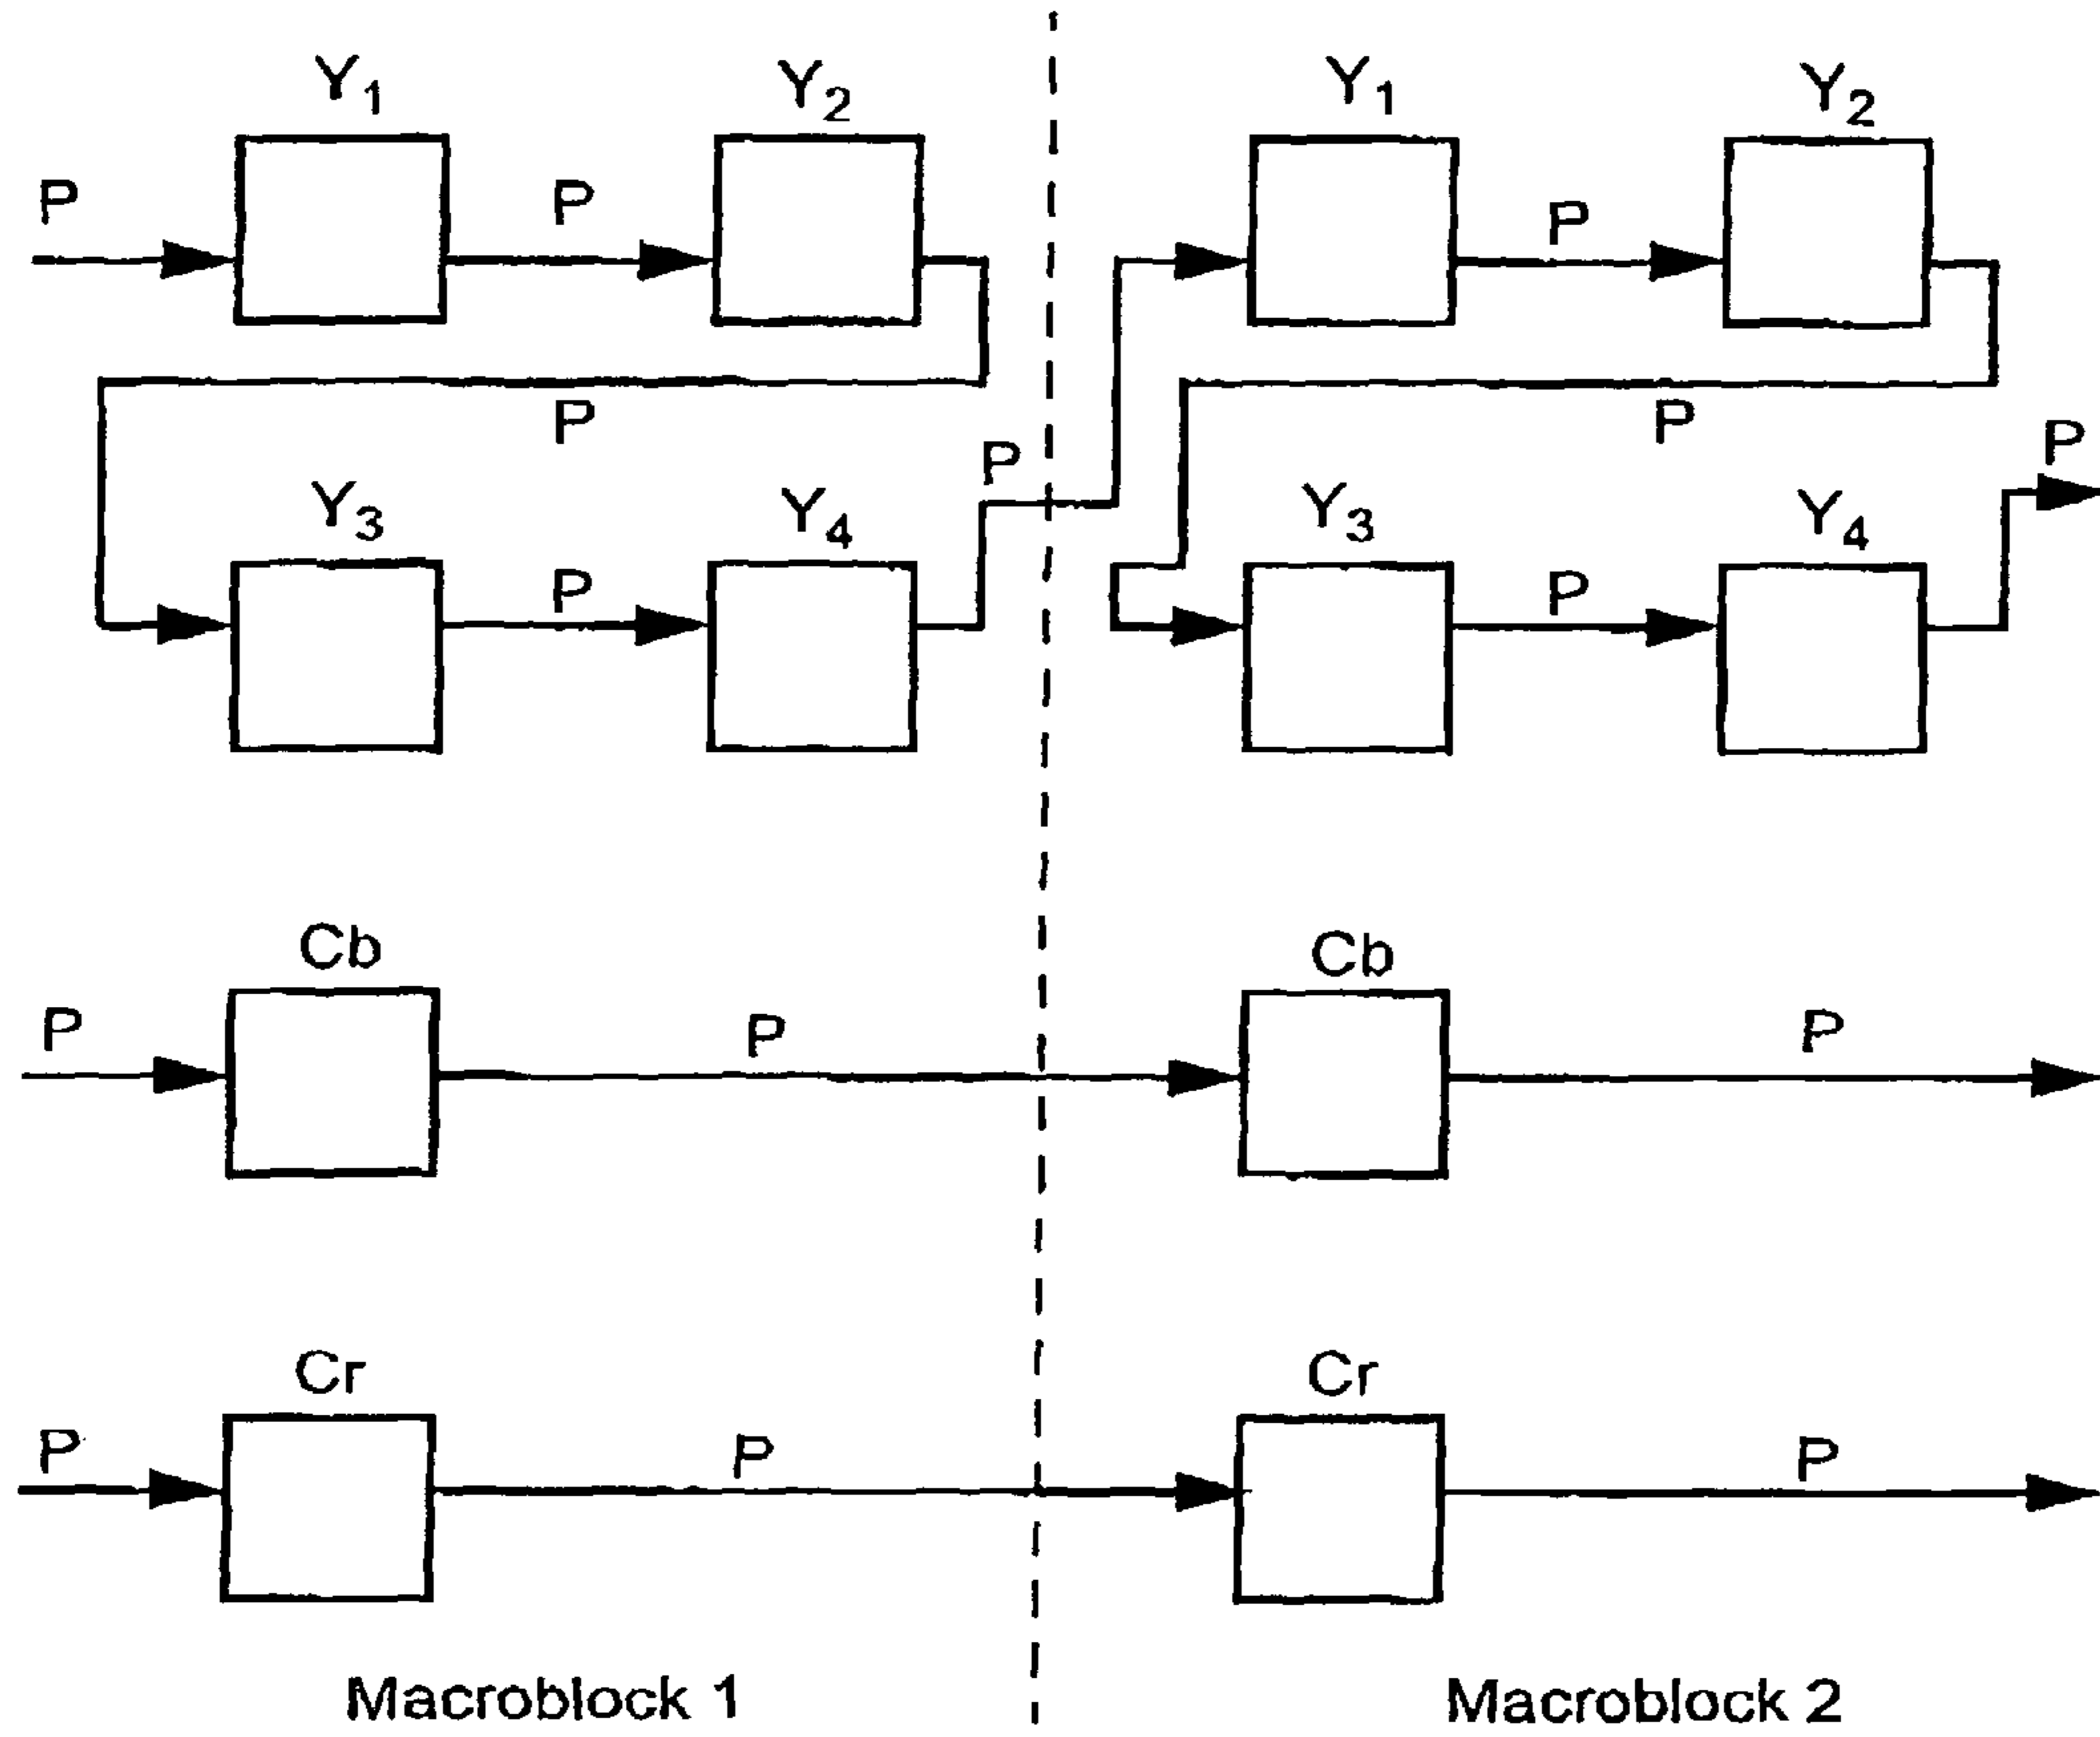 Y1 Y2 Y1 Y2
P P P
P P P
Y3 Y4 P Y3 Y4
P P
Cb Cb
P P P
Cr Cr
P P P
Macroblock 1 Macroblock 2